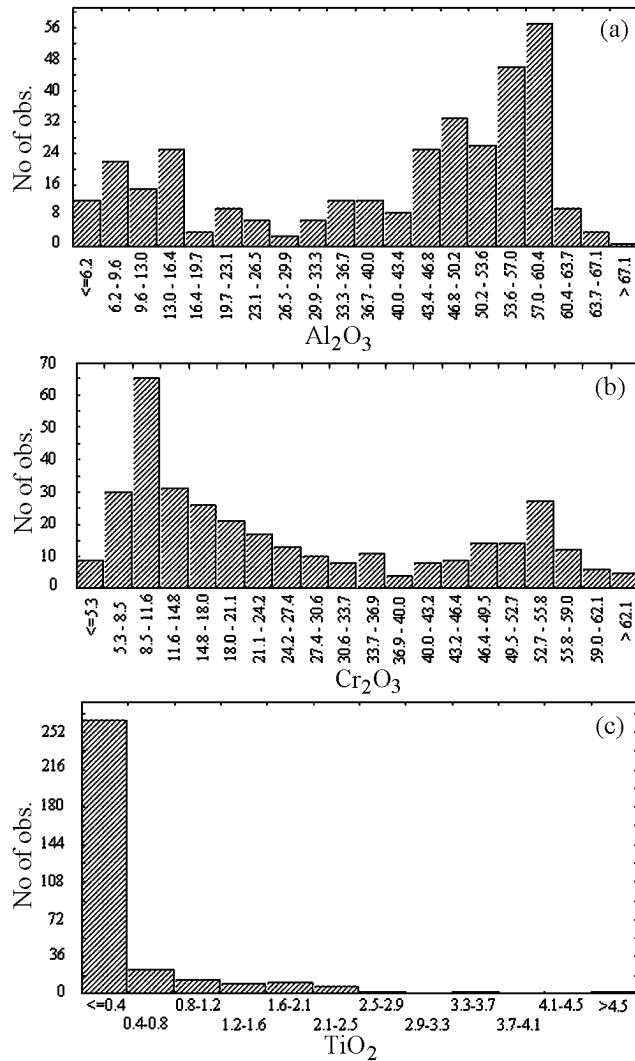 (a)
No of obs.
56
48
40
32
24
16
8
0
<=6.2
6.2 - 9.6
9.6 - 13.0
13.0 - 16.4
16.4 - 19.7
19.7 - 23.1
23.1 - 26.5
26.5 - 29.9
29.9 - 33.3
33.3 - 36.7
36.7 - 40.0
40.0 - 43.4
43.4 - 46.8
46.8 - 50.2
50.2 - 53.6
53.6 - 57.0
57.0 - 60.4
60.4 - 63.7
63.7 - 67.1
> 67.1
Al₂O₃
(b)
No of obs.
70
60
50
40
30
20
10
0
<=5.3
5.3 - 8.5
8.5 - 11.6
11.6 - 14.8
14.8 - 18.0
18.0 - 21.1
21.1 - 24.2
24.2 - 27.4
27.4 - 30.6
30.6 - 33.7
33.7 - 36.9
36.9 - 40.0
40.0 - 43.2
43.2 - 46.4
46.4 - 49.5
49.5 - 52.7
52.7 - 55.8
55.8 - 59.0
59.0 - 62.1
> 62.1
Cr₂O₃
(c)
No of obs.
252
216
180
144
108
72
36
0
<=0.4 0.8-1.2 1.6-2.1 2.5-2.9 3.3-3.7 4.1-4.5 >4.5
0.4-0.8 1.2-1.6 2.1-2.5 2.9-3.3 3.7-4.1
TiO₂